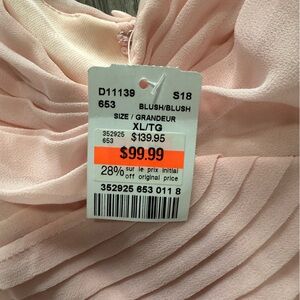 D11139 S18
653 BLUSH/BLUSH
SIZE / GRANDEUR
XL/TG
352925 $139.95
653
$99.99
28% sur le prix initial
off original price
352925 653 011 8